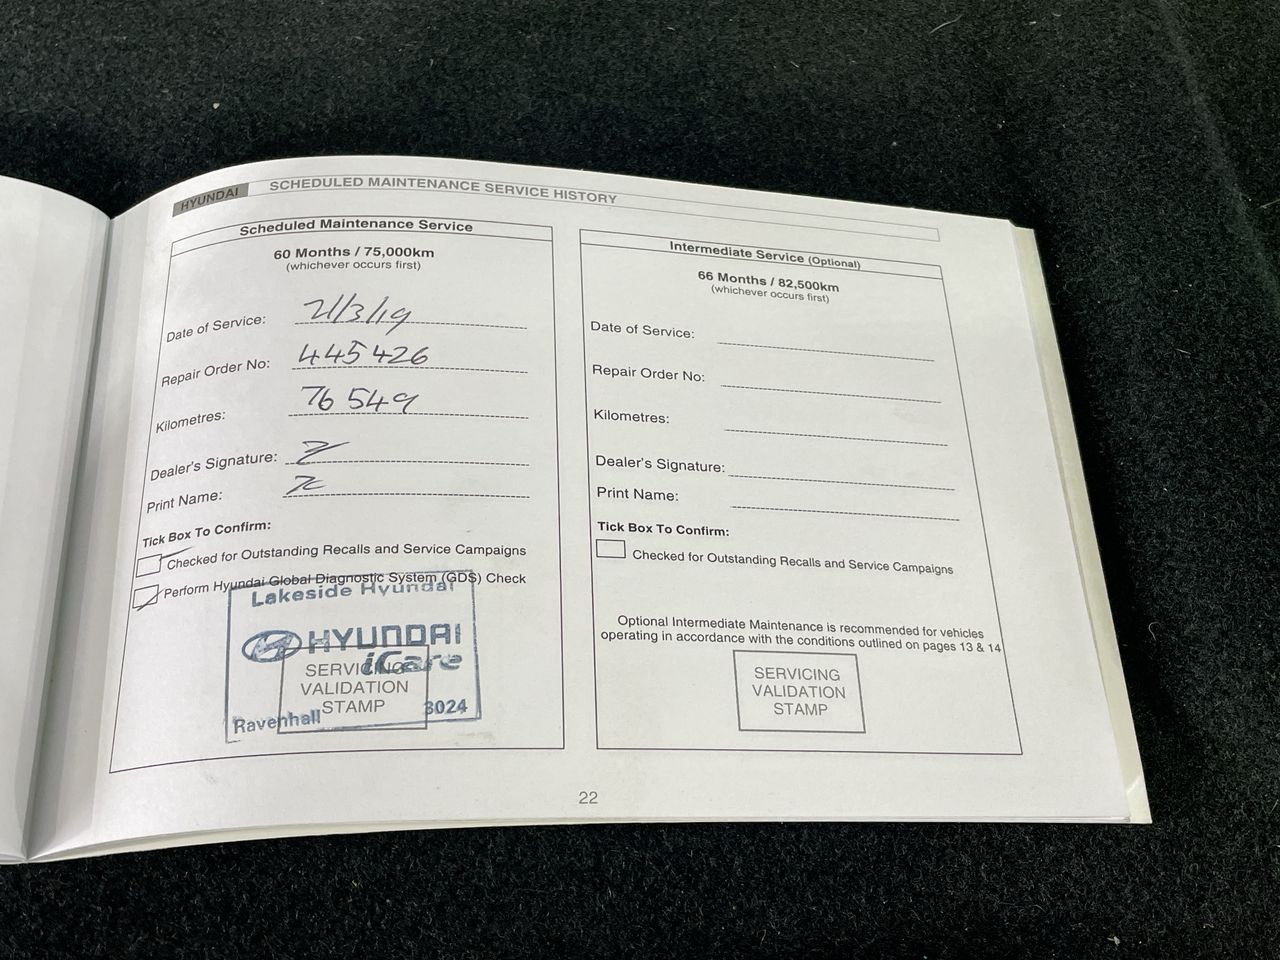 HYUNDAI SCHEDULED MAINTENANCE SERVICE HISTORY
Scheduled Maintenance Service
60 Months / 75,000km
(whichever occurs first)
Date of Service: 21/3/19
Repair Order No: 445426
Kilometres: 76549
Dealer's Signature:
Print Name:
Tick Box To Confirm:
Checked for Outstanding Recalls and Service Campaigns
Perform Hyundai Global Diagnostic System (GDS) Check
Lakeside Hyundai
HYUNDAI
iCare
SERVICING
VALIDATION
STAMP
Ravenhall 3024
Intermediate Service (Optional)
66 Months / 82,500km
(whichever occurs first)
Date of Service:
Repair Order No:
Kilometres:
Dealer's Signature:
Print Name:
Tick Box To Confirm:
Checked for Outstanding Recalls and Service Campaigns
Optional Intermediate Maintenance is recommended for vehicles
operating in accordance with the conditions outlined on pages 13 & 14
SERVICING
VALIDATION
STAMP
22